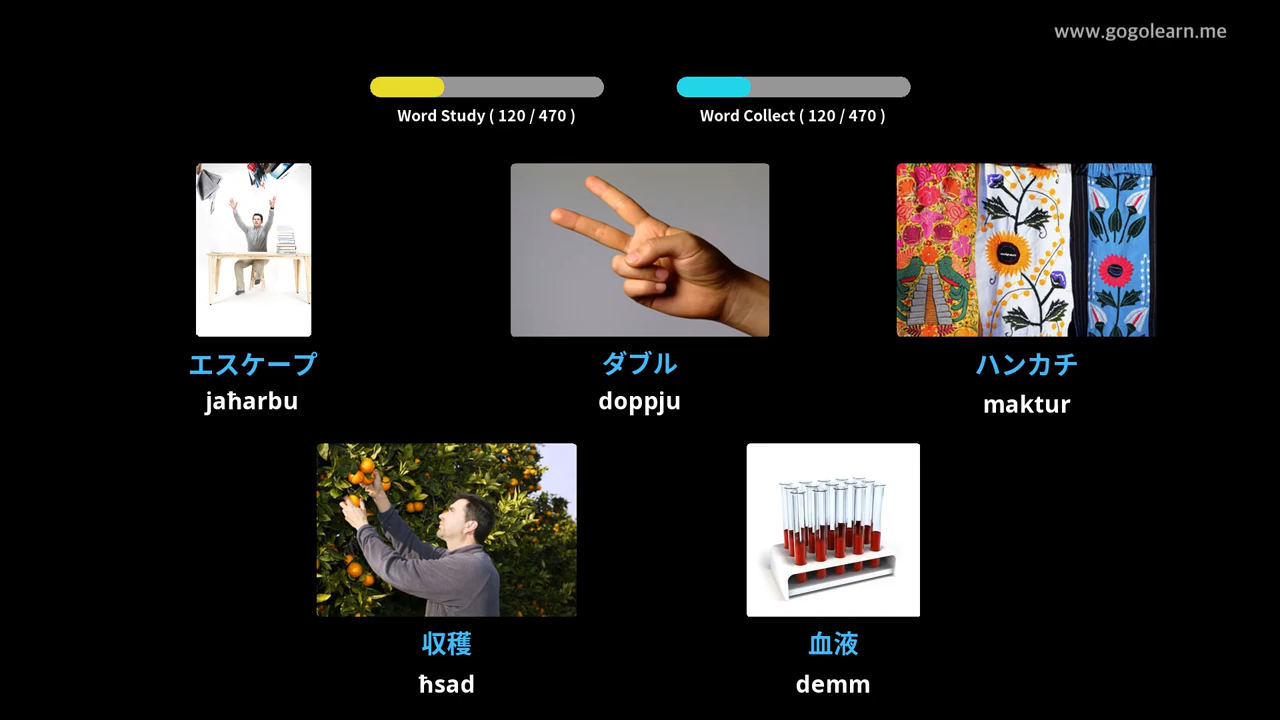 www.gogolearn.me
Word Study ( 120 / 470 )
Word Collect ( 120 / 470 )
エスケープ
jaħarbu
ダブル
doppju
ハンカチ
maktur
収穫
ħsad
血液
demm